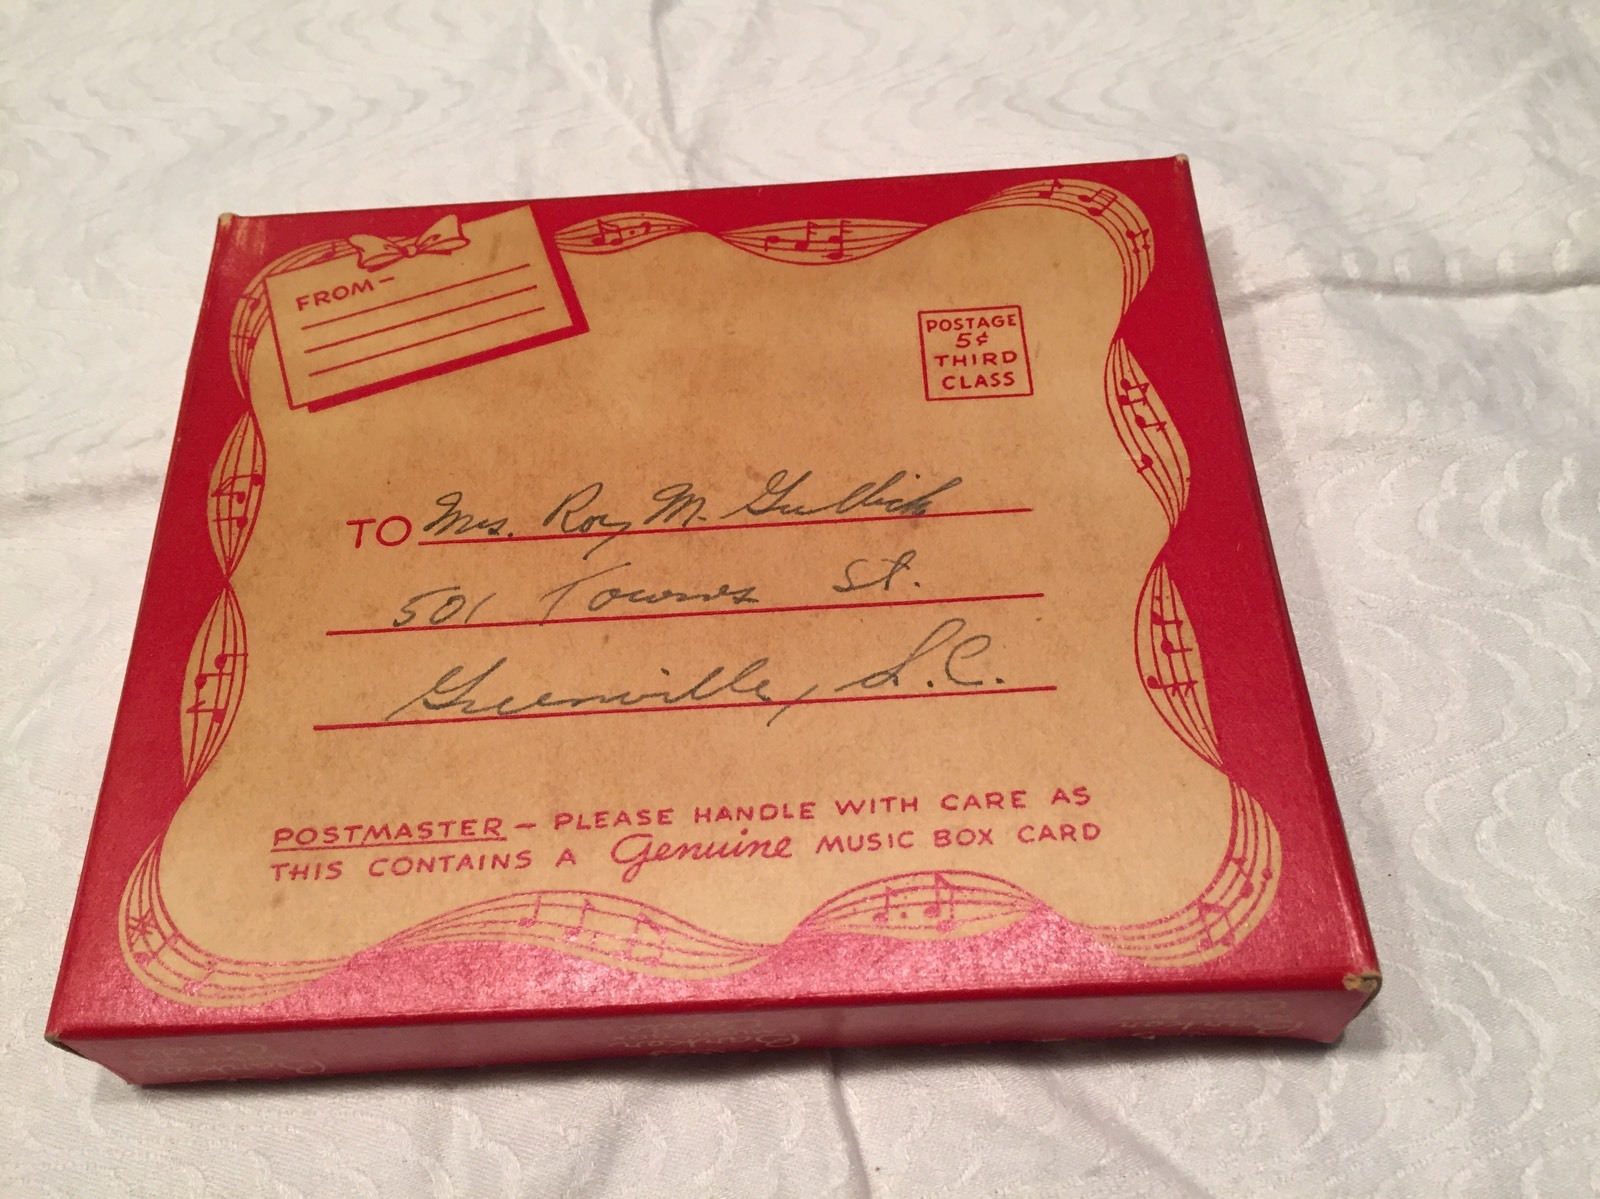 FROM-
POSTAGE
5¢
THIRD
CLASS
TO Mrs. Roy M. Gullick
501 Townes St.
Greenville, S.C.
POSTMASTER - PLEASE HANDLE WITH CARE AS
THIS CONTAINS A Genuine MUSIC BOX CARD